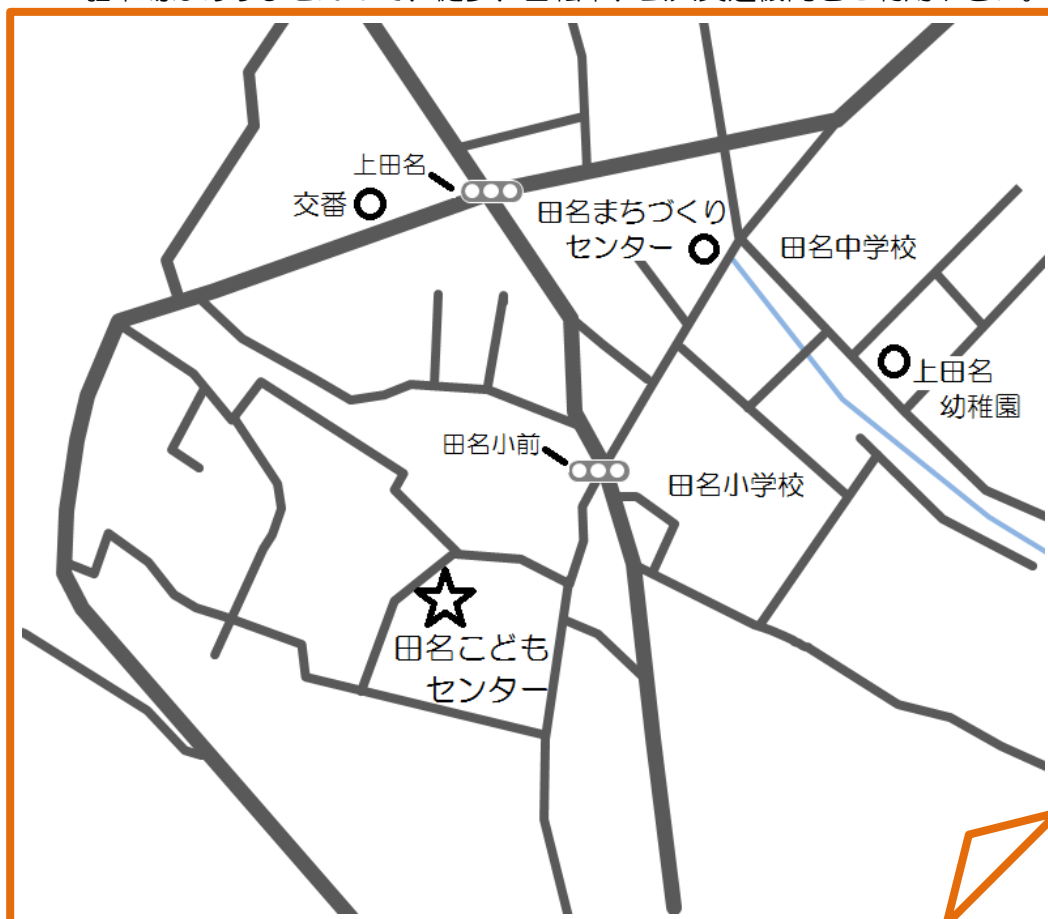 上田名
交番
田名まちづくり
センター
田名中学校
上田名
幼稚園
田名小前
田名小学校
田名こども
センター